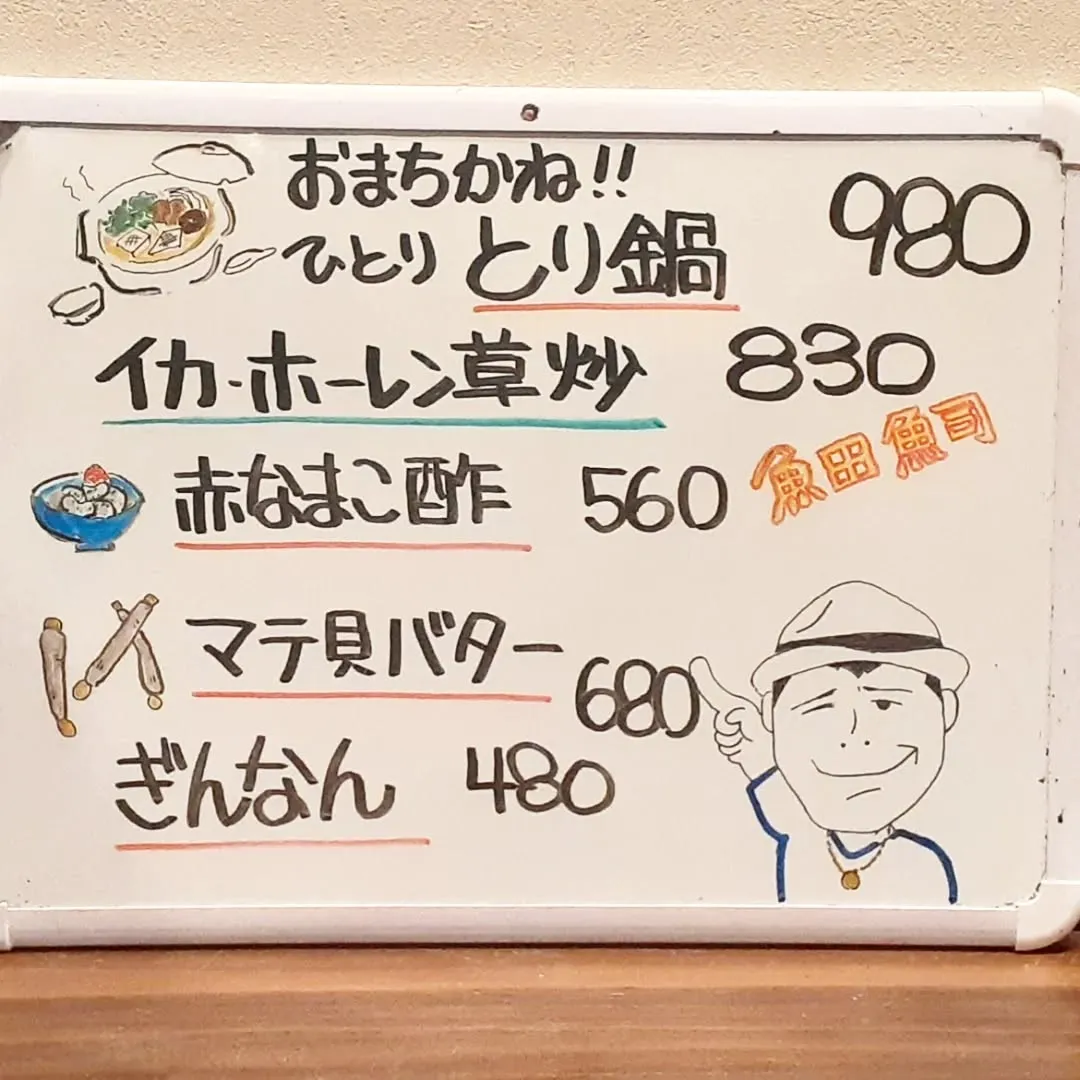 おまちかね!! 980
ひとり とり鍋
イカ・ホーレン草炒 830
魚田 魚司
赤なまこ酢 560
マテ貝バター 680
ぎんなん 480